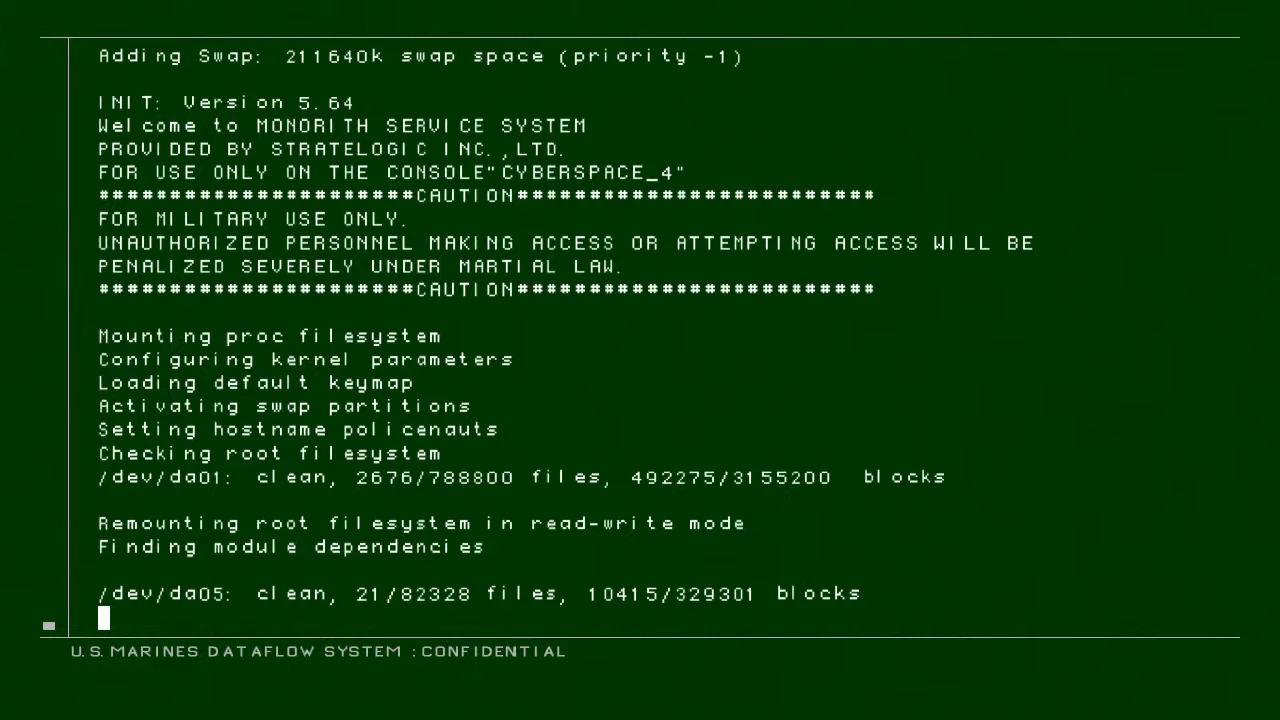 Adding Swap: 211640k swap space (priority -1)
INIT: Version 5.64
Welcome to MONORITH SERVICE SYSTEM
PROVIDED BY STRATELOGIC INC.,LTD.
FOR USE ONLY ON THE CONSOLE"CYBERSPACE_4"
######################CAUTION#########################
FOR MILITARY USE ONLY.
UNAUTHORIZED PERSONNEL MAKING ACCESS OR ATTEMPTING ACCESS WILL BE
PENALIZED SEVERELY UNDER MARTIAL LAW.
######################CAUTION#########################
Mounting proc filesystem
Configuring kernel parameters
Loading default keymap
Activating swap partitions
Setting hostname policenauts
Checking root filesystem
/dev/da01: clean, 2676/788800 files, 492275/3155200 blocks
Remounting root filesystem in read-write mode
Finding module dependencies
/dev/da05: clean, 21/82328 files, 10415/329301 blocks
U.S.MARINES DATAFLOW SYSTEM :CONFIDENTIAL